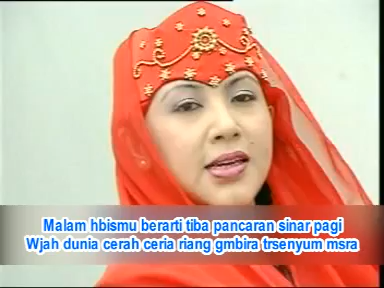 Malam hbismu berarti tiba pancaran sinar pagi
Wjah dunia cerah ceria riang gmbira trsenyum msra